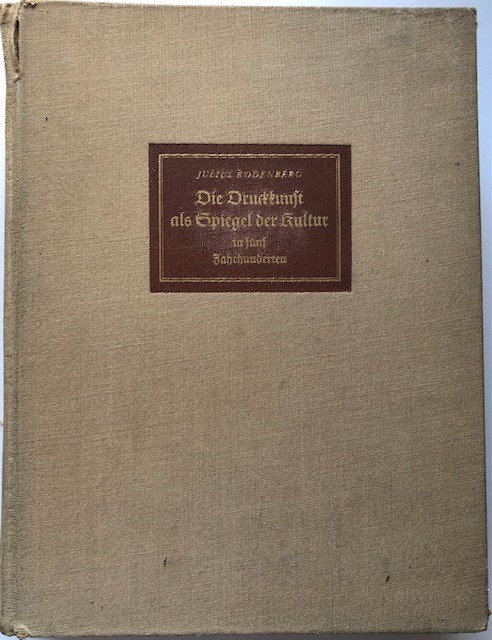 JULIUS RODENBERG
Die Druckkunst
als Spiegel der Kultur
in fünf
Jahrhunderten